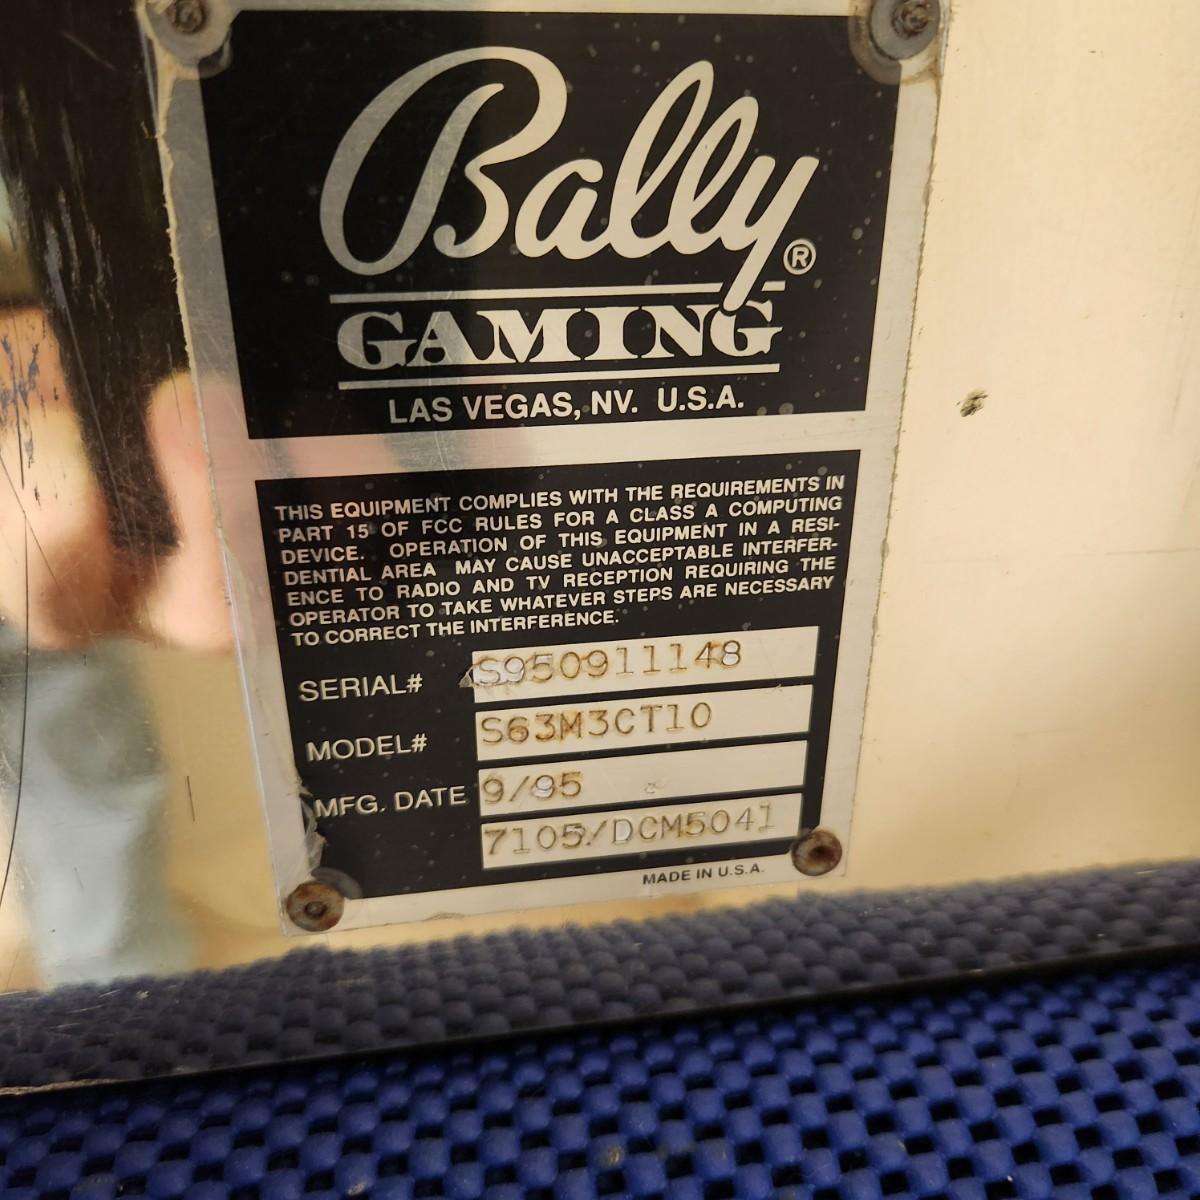 Bally®
GAMING
LAS VEGAS, NV. U.S.A.
THIS EQUIPMENT COMPLIES WITH THE REQUIREMENTS IN
PART 15 OF FCC RULES FOR A CLASS A COMPUTING
DEVICE. OPERATION OF THIS EQUIPMENT IN A RESI-
DENTIAL AREA MAY CAUSE UNACCEPTABLE INTERFER-
ENCE TO RADIO AND TV RECEPTION REQUIRING THE
OPERATOR TO TAKE WHATEVER STEPS ARE NECESSARY
TO CORRECT THE INTERFERENCE.
SERIAL# S950911148
MODEL# S63M3CT10
MFG. DATE 9/95
7105/DCM5041
MADE IN U.S.A.